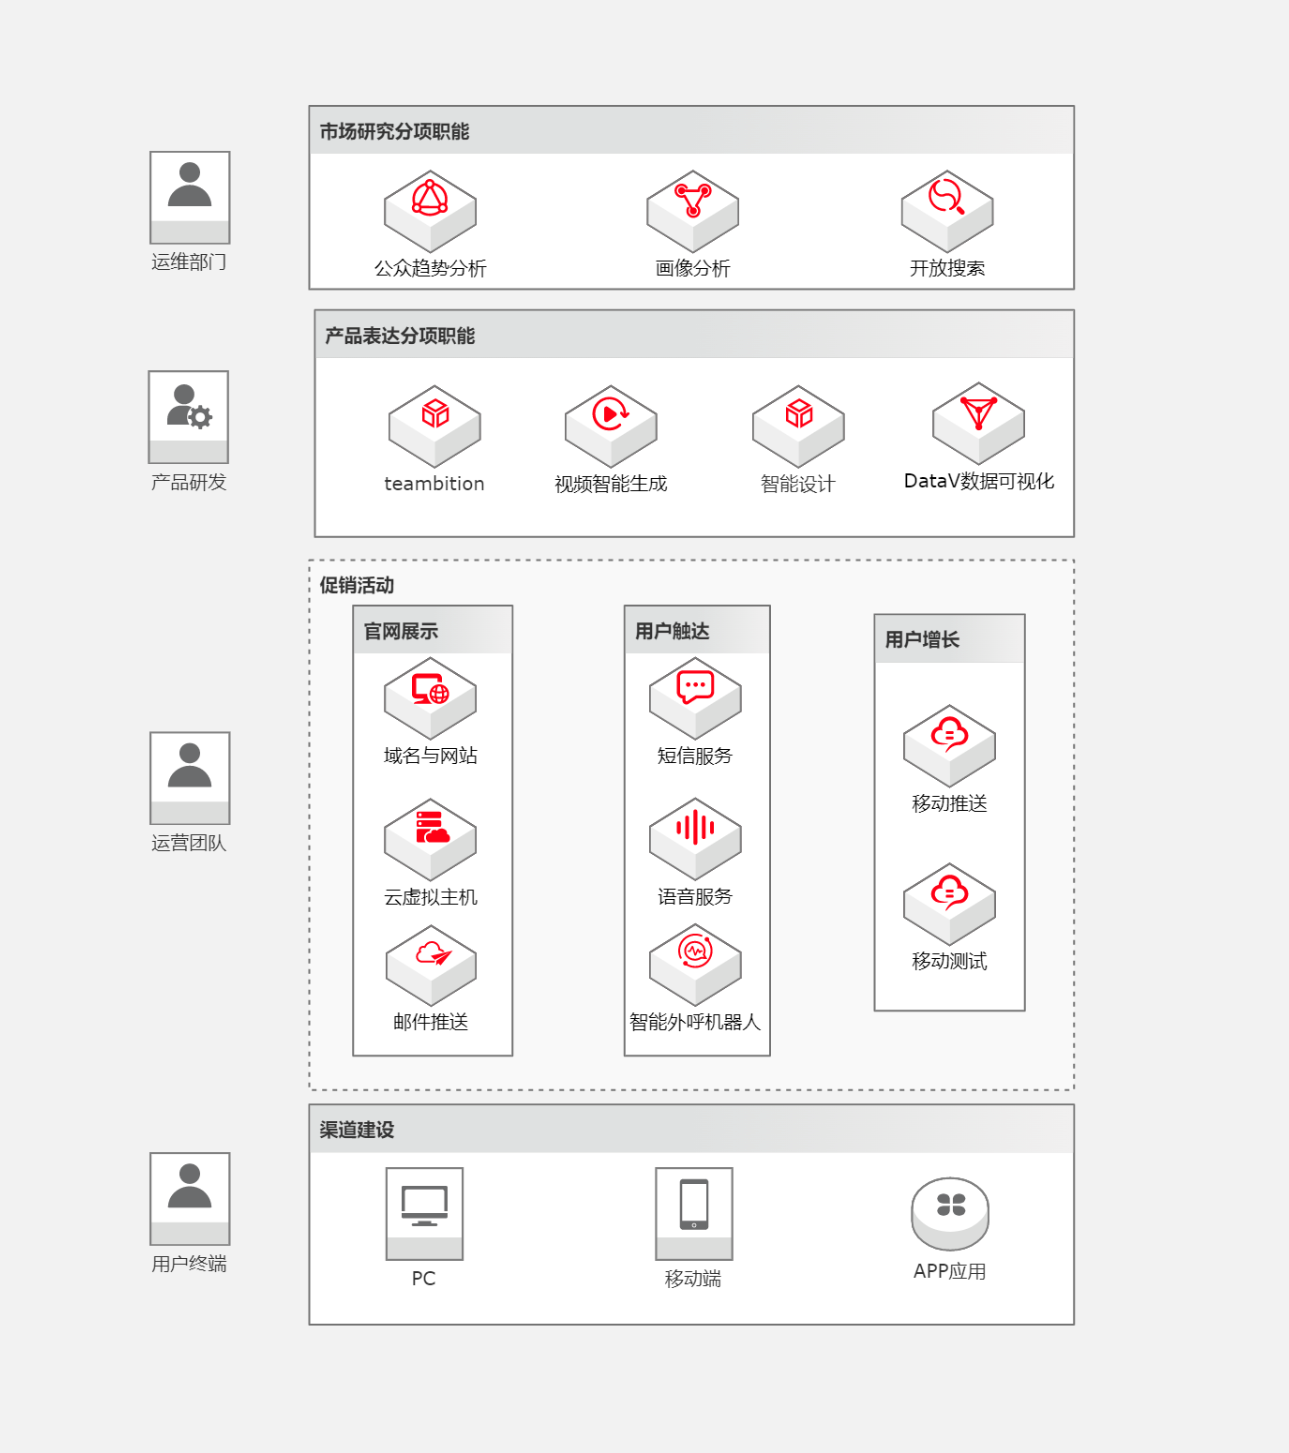 市场研究分项职能
运维部门
公众趋势分析
画像分析
开放搜索
产品表达分项职能
产品研发
teambition
视频智能生成
智能设计
DataV数据可视化
促销活动
官网展示
用户触达
用户增长
域名与网站
短信服务
移动推送
运营团队
云虚拟主机
语音服务
移动测试
邮件推送
智能外呼机器人
渠道建设
用户终端
PC
移动端
APP应用